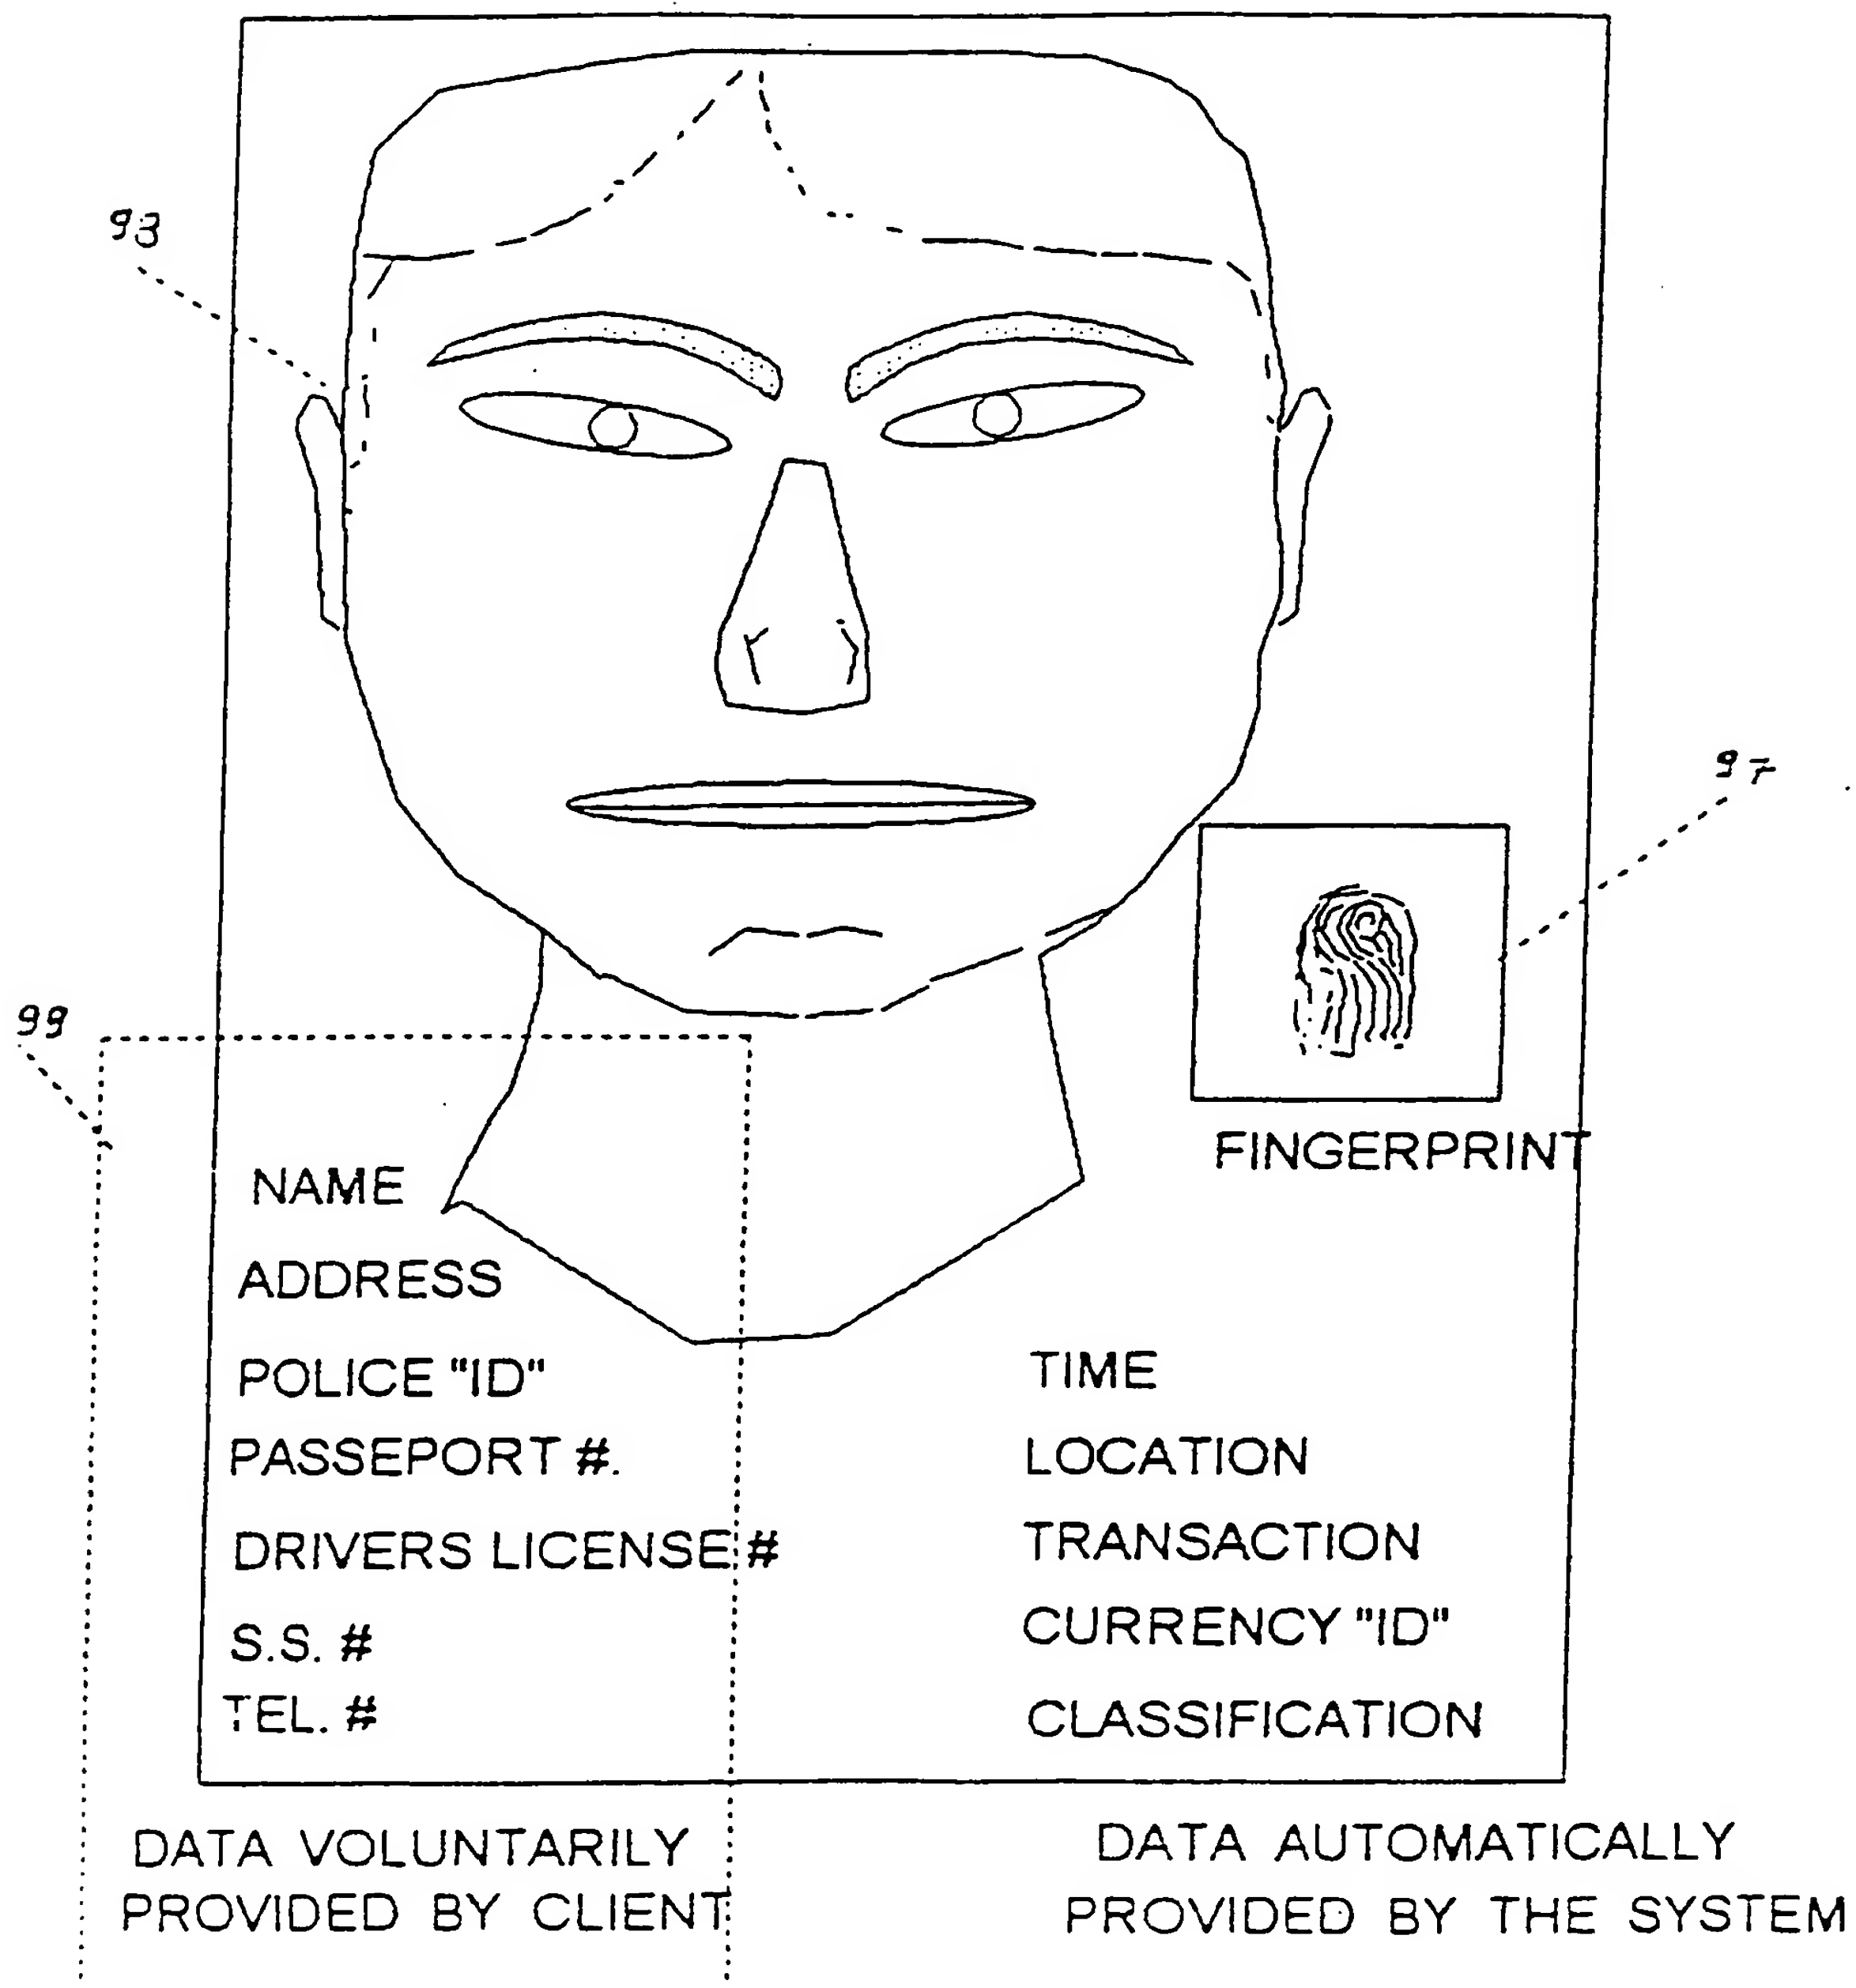 93
97
99
FINGERPRINT
NAME
ADDRESS
POLICE "ID"
PASSEPORT #.
DRIVERS LICENSE #
S.S. #
TEL. #
TIME
LOCATION
TRANSACTION
CURRENCY "ID"
CLASSIFICATION
DATA VOLUNTARILY
PROVIDED BY CLIENT
DATA AUTOMATICALLY
PROVIDED BY THE SYSTEM